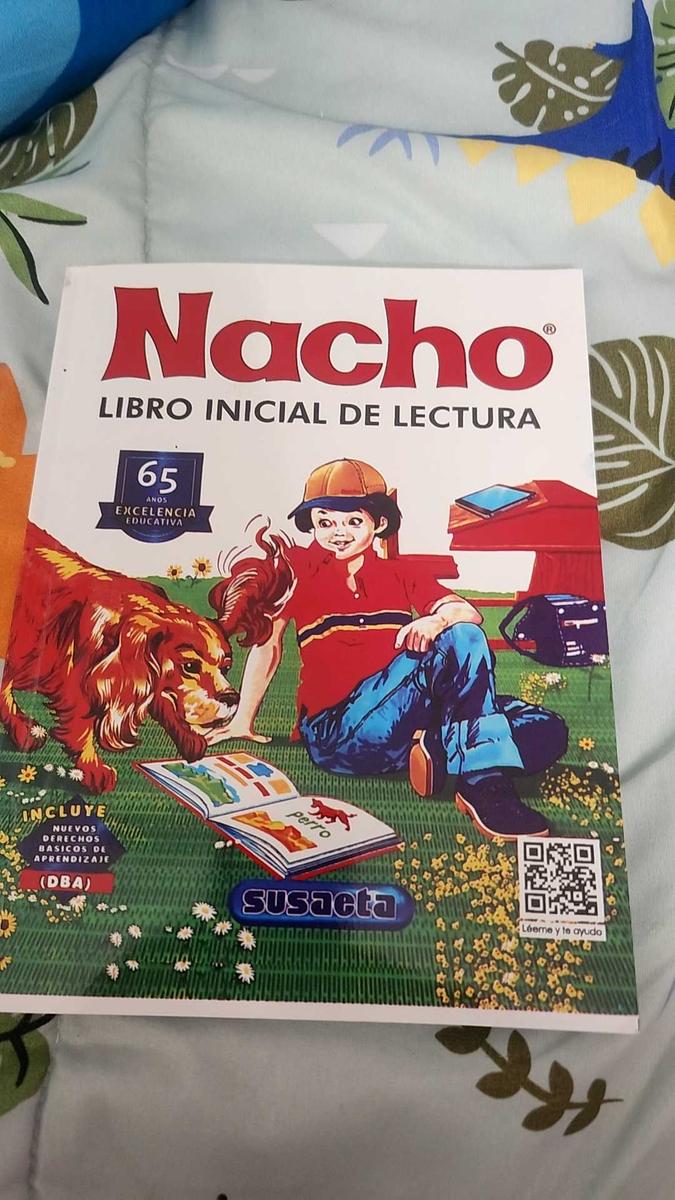 Nacho®
LIBRO INICIAL DE LECTURA
65
AÑOS
EXCELENCIA
EDUCATIVA
perro
INCLUYE
NUEVOS
DERECHOS
BÁSICOS DE
APRENDIZAJE
(DBA)
susaeta
Léeme y te ayudo